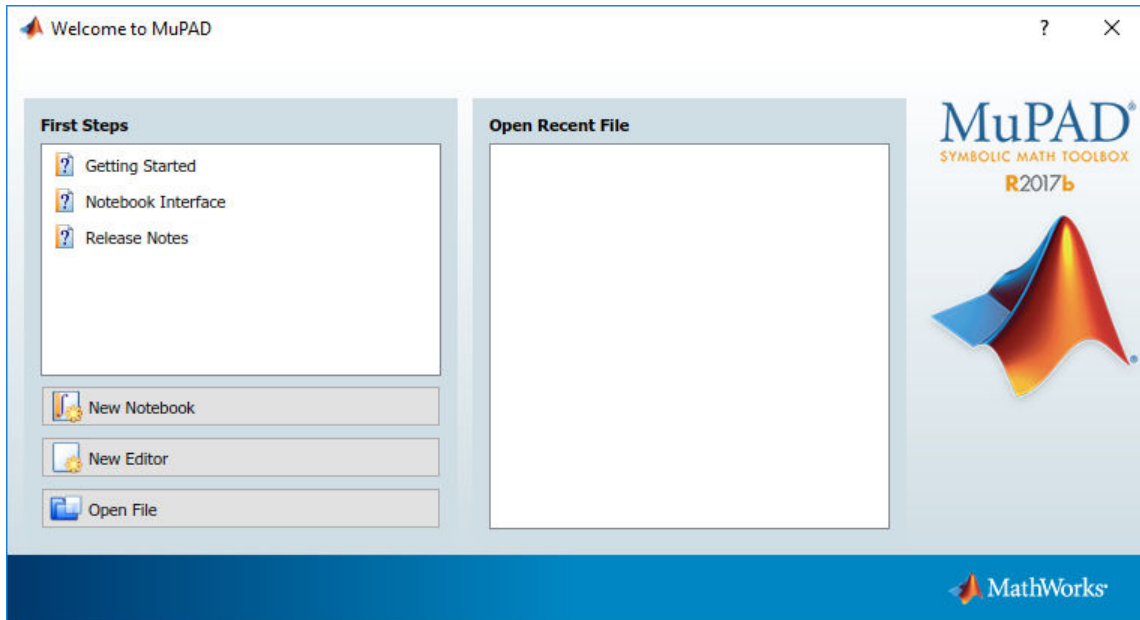 Welcome to MuPAD
?
First Steps
Getting Started
Notebook Interface
Release Notes
New Notebook
New Editor
Open File
Open Recent File
MuPAD®
SYMBOLIC MATH TOOLBOX
R2017b
®
MathWorks®